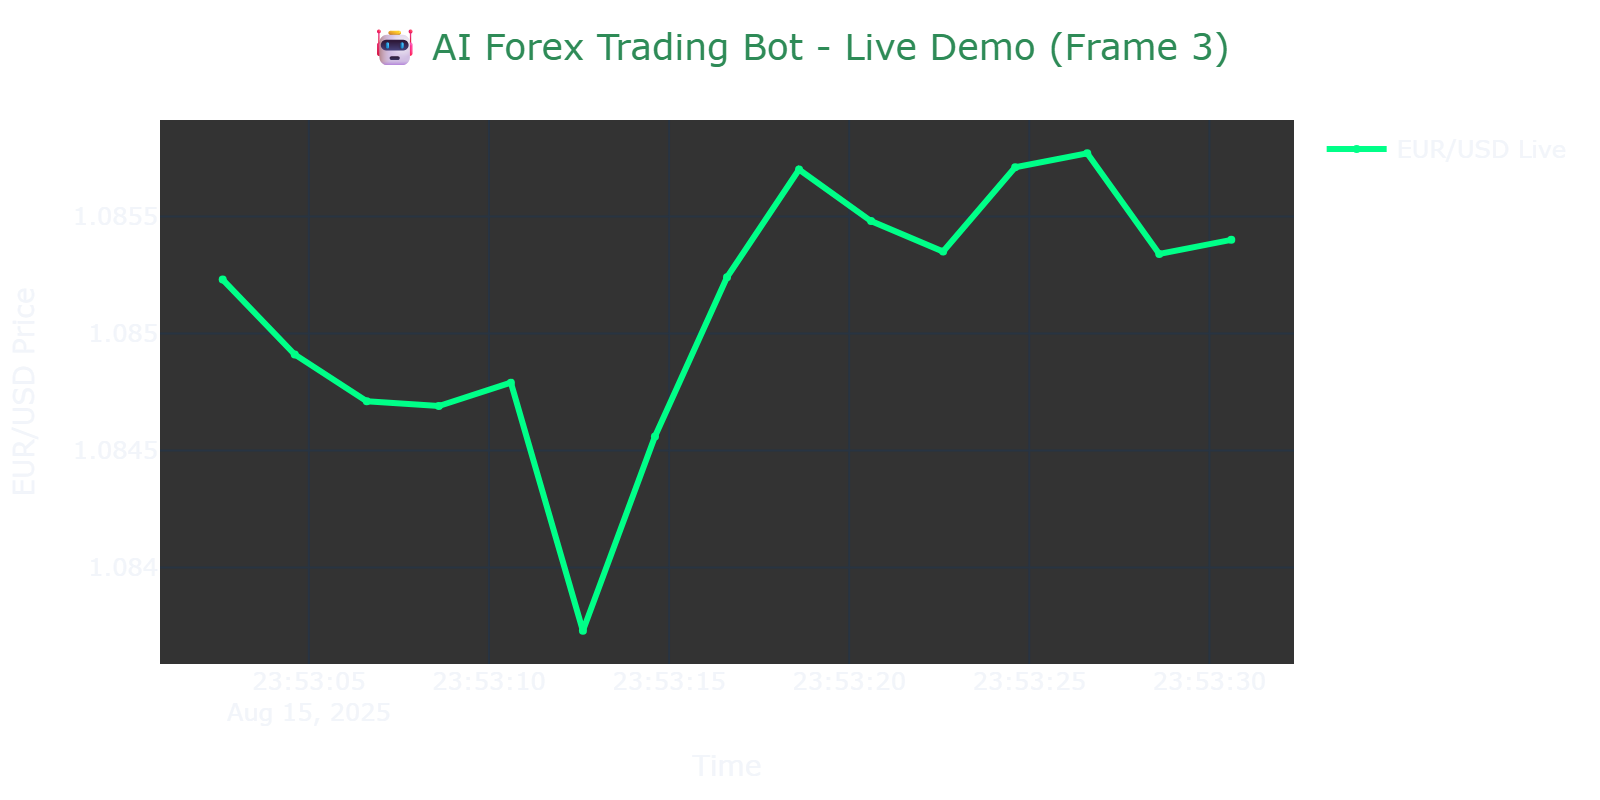 🤖 AI Forex Trading Bot - Live Demo (Frame 3)
EUR/USD Live
EUR/USD Price
1.0855
1.085
1.0845
1.084
23:53:05 23:53:10 23:53:15 23:53:20 23:53:25 23:53:30
Aug 15, 2025
Time